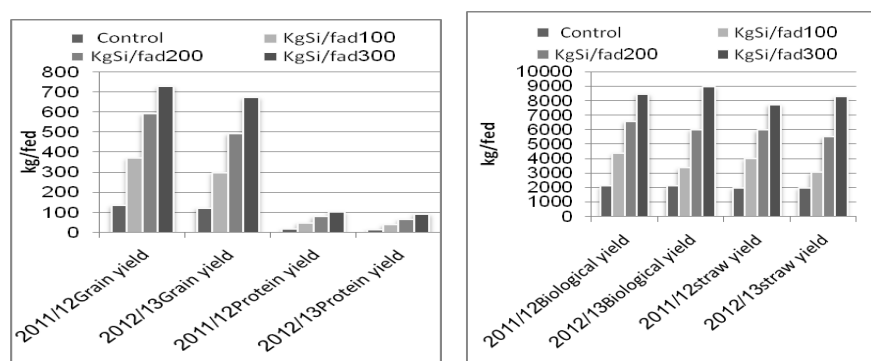 Control
KgSi/fad100
KgSi/fad200
KgSi/fad300
800
700
600
500
400
300
200
100
0
kg/fed
2011/12Grain yield
2012/13Grain yield
2011/12Protein yield
2012/13Protein yield
Control
KgSi/fad100
KgSi/fad200
KgSi/fad300
10000
9000
8000
7000
6000
5000
4000
3000
2000
1000
0
kg/fed
2011/12Biological yield
2012/13Biological yield
2011/12straw yield
2012/13straw yield